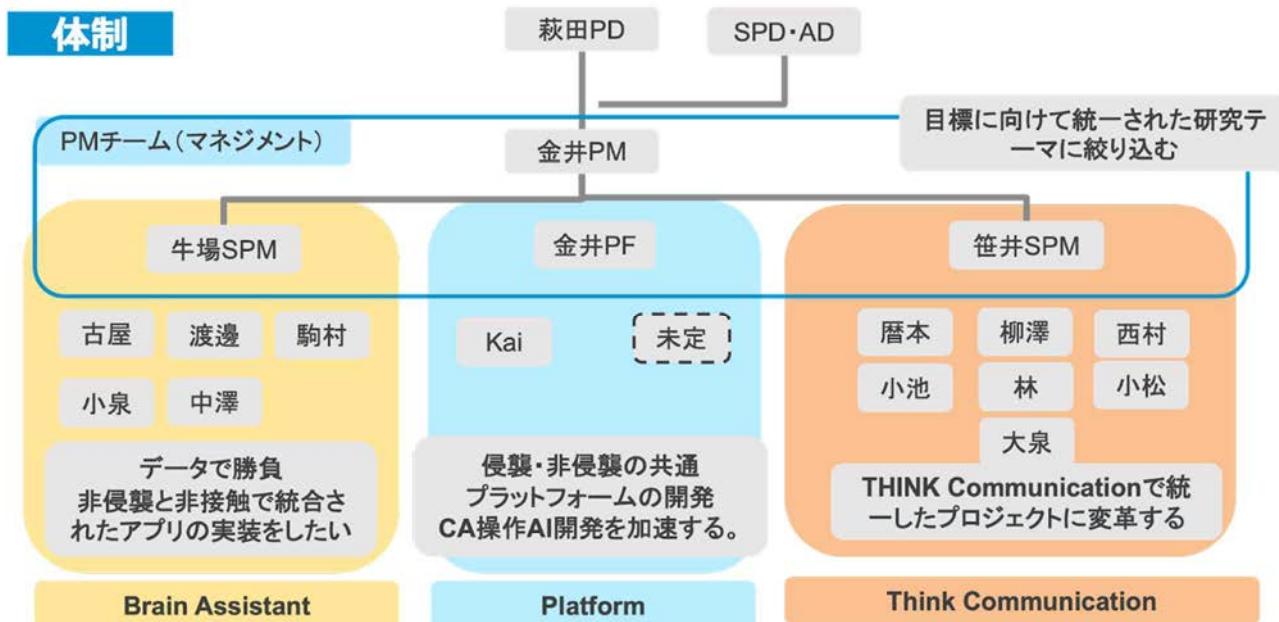 体制
萩田PD
SPD・AD
PMチーム（マネジメント）
金井PM
目標に向けて統一された研究テ
ーマに絞り込む
牛場SPM
金井PF
笹井SPM
古屋
渡邊
駒村
小泉
中澤
データで勝負
非侵襲と非接触で統合さ
れたアプリの実装をしたい
Brain Assistant
Kai
未定
侵襲・非侵襲の共通
プラットフォームの開発
CA操作AI開発を加速する。
Platform
暦本
柳澤
西村
小池
林
小松
大泉
THINK Communicationで統
一したプロジェクトに変革する
Think Communication